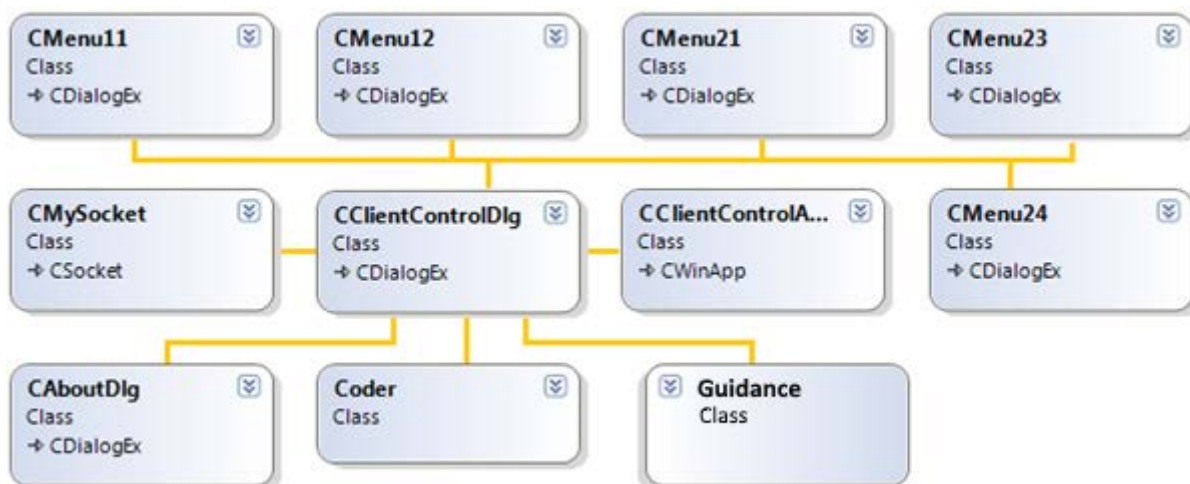 CMenu11
Class
CDialogEx
CMenu12
Class
CDialogEx
CMenu21
Class
CDialogEx
CMenu23
Class
CDialogEx
CMySocket
Class
CSocket
CClientControlDlg
Class
CDialogEx
CClientControlA...
Class
CWinApp
CMenu24
Class
CDialogEx
CAboutDlg
Class
CDialogEx
Coder
Class
Guidance
Class